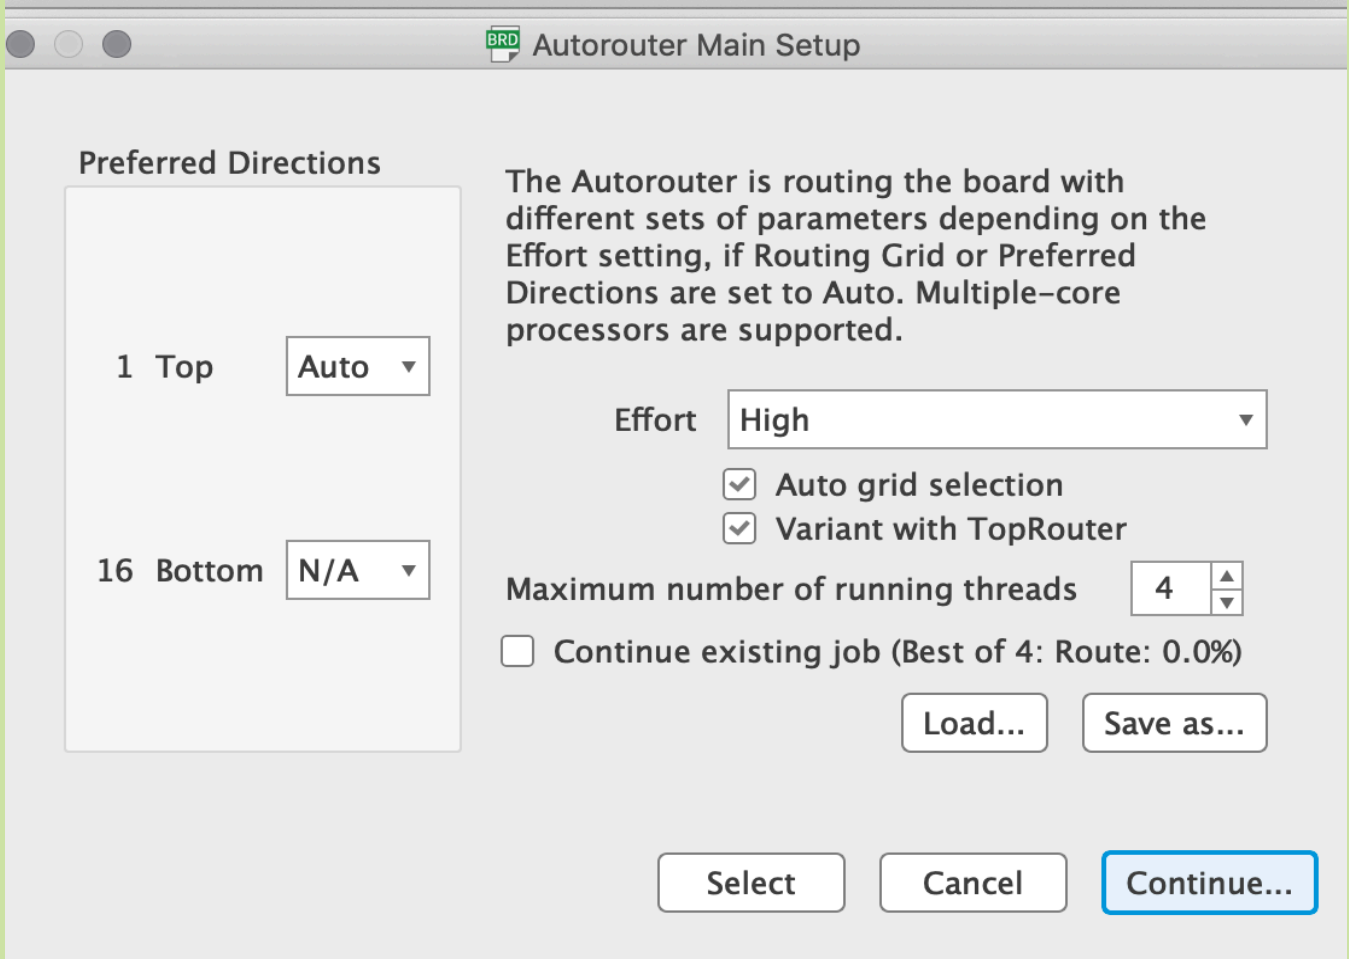 BRD Autorouter Main Setup
Preferred Directions
1 Top Auto
16 Bottom N/A
The Autorouter is routing the board with
different sets of parameters depending on the
Effort setting, if Routing Grid or Preferred
Directions are set to Auto. Multiple-core
processors are supported.
Effort High
Auto grid selection
Variant with TopRouter
Maximum number of running threads 4
Continue existing job (Best of 4: Route: 0.0%)
Load... Save as...
Select Cancel Continue...